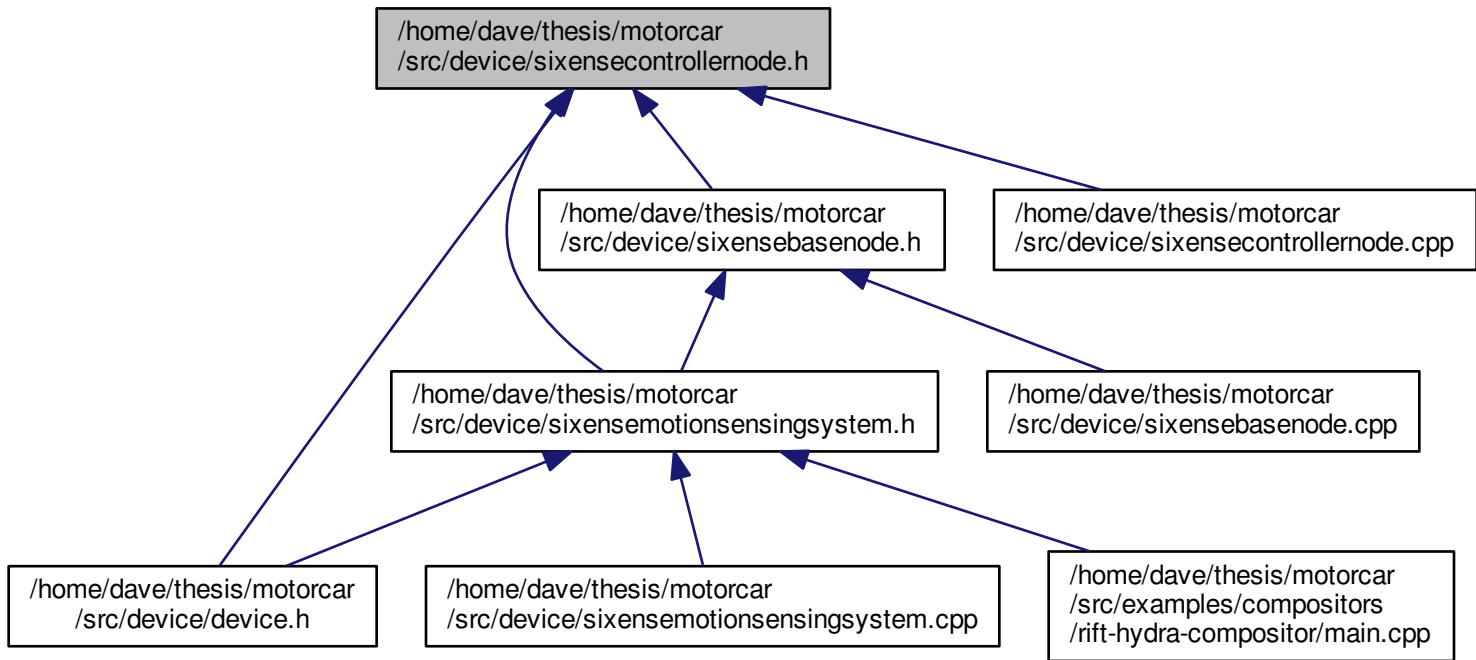 /home/dave/thesis/motorcar
/src/device/sixensecontrollernode.h
/home/dave/thesis/motorcar
/src/device/sixensebasenode.h
/home/dave/thesis/motorcar
/src/device/sixensecontrollernode.cpp
/home/dave/thesis/motorcar
/src/device/sixensemotionsensingsystem.h
/home/dave/thesis/motorcar
/src/device/sixensebasenode.cpp
/home/dave/thesis/motorcar
/src/device/device.h
/home/dave/thesis/motorcar
/src/device/sixensemotionsensingsystem.cpp
/home/dave/thesis/motorcar
/src/examples/compositors
/rift-hydra-compositor/main.cpp